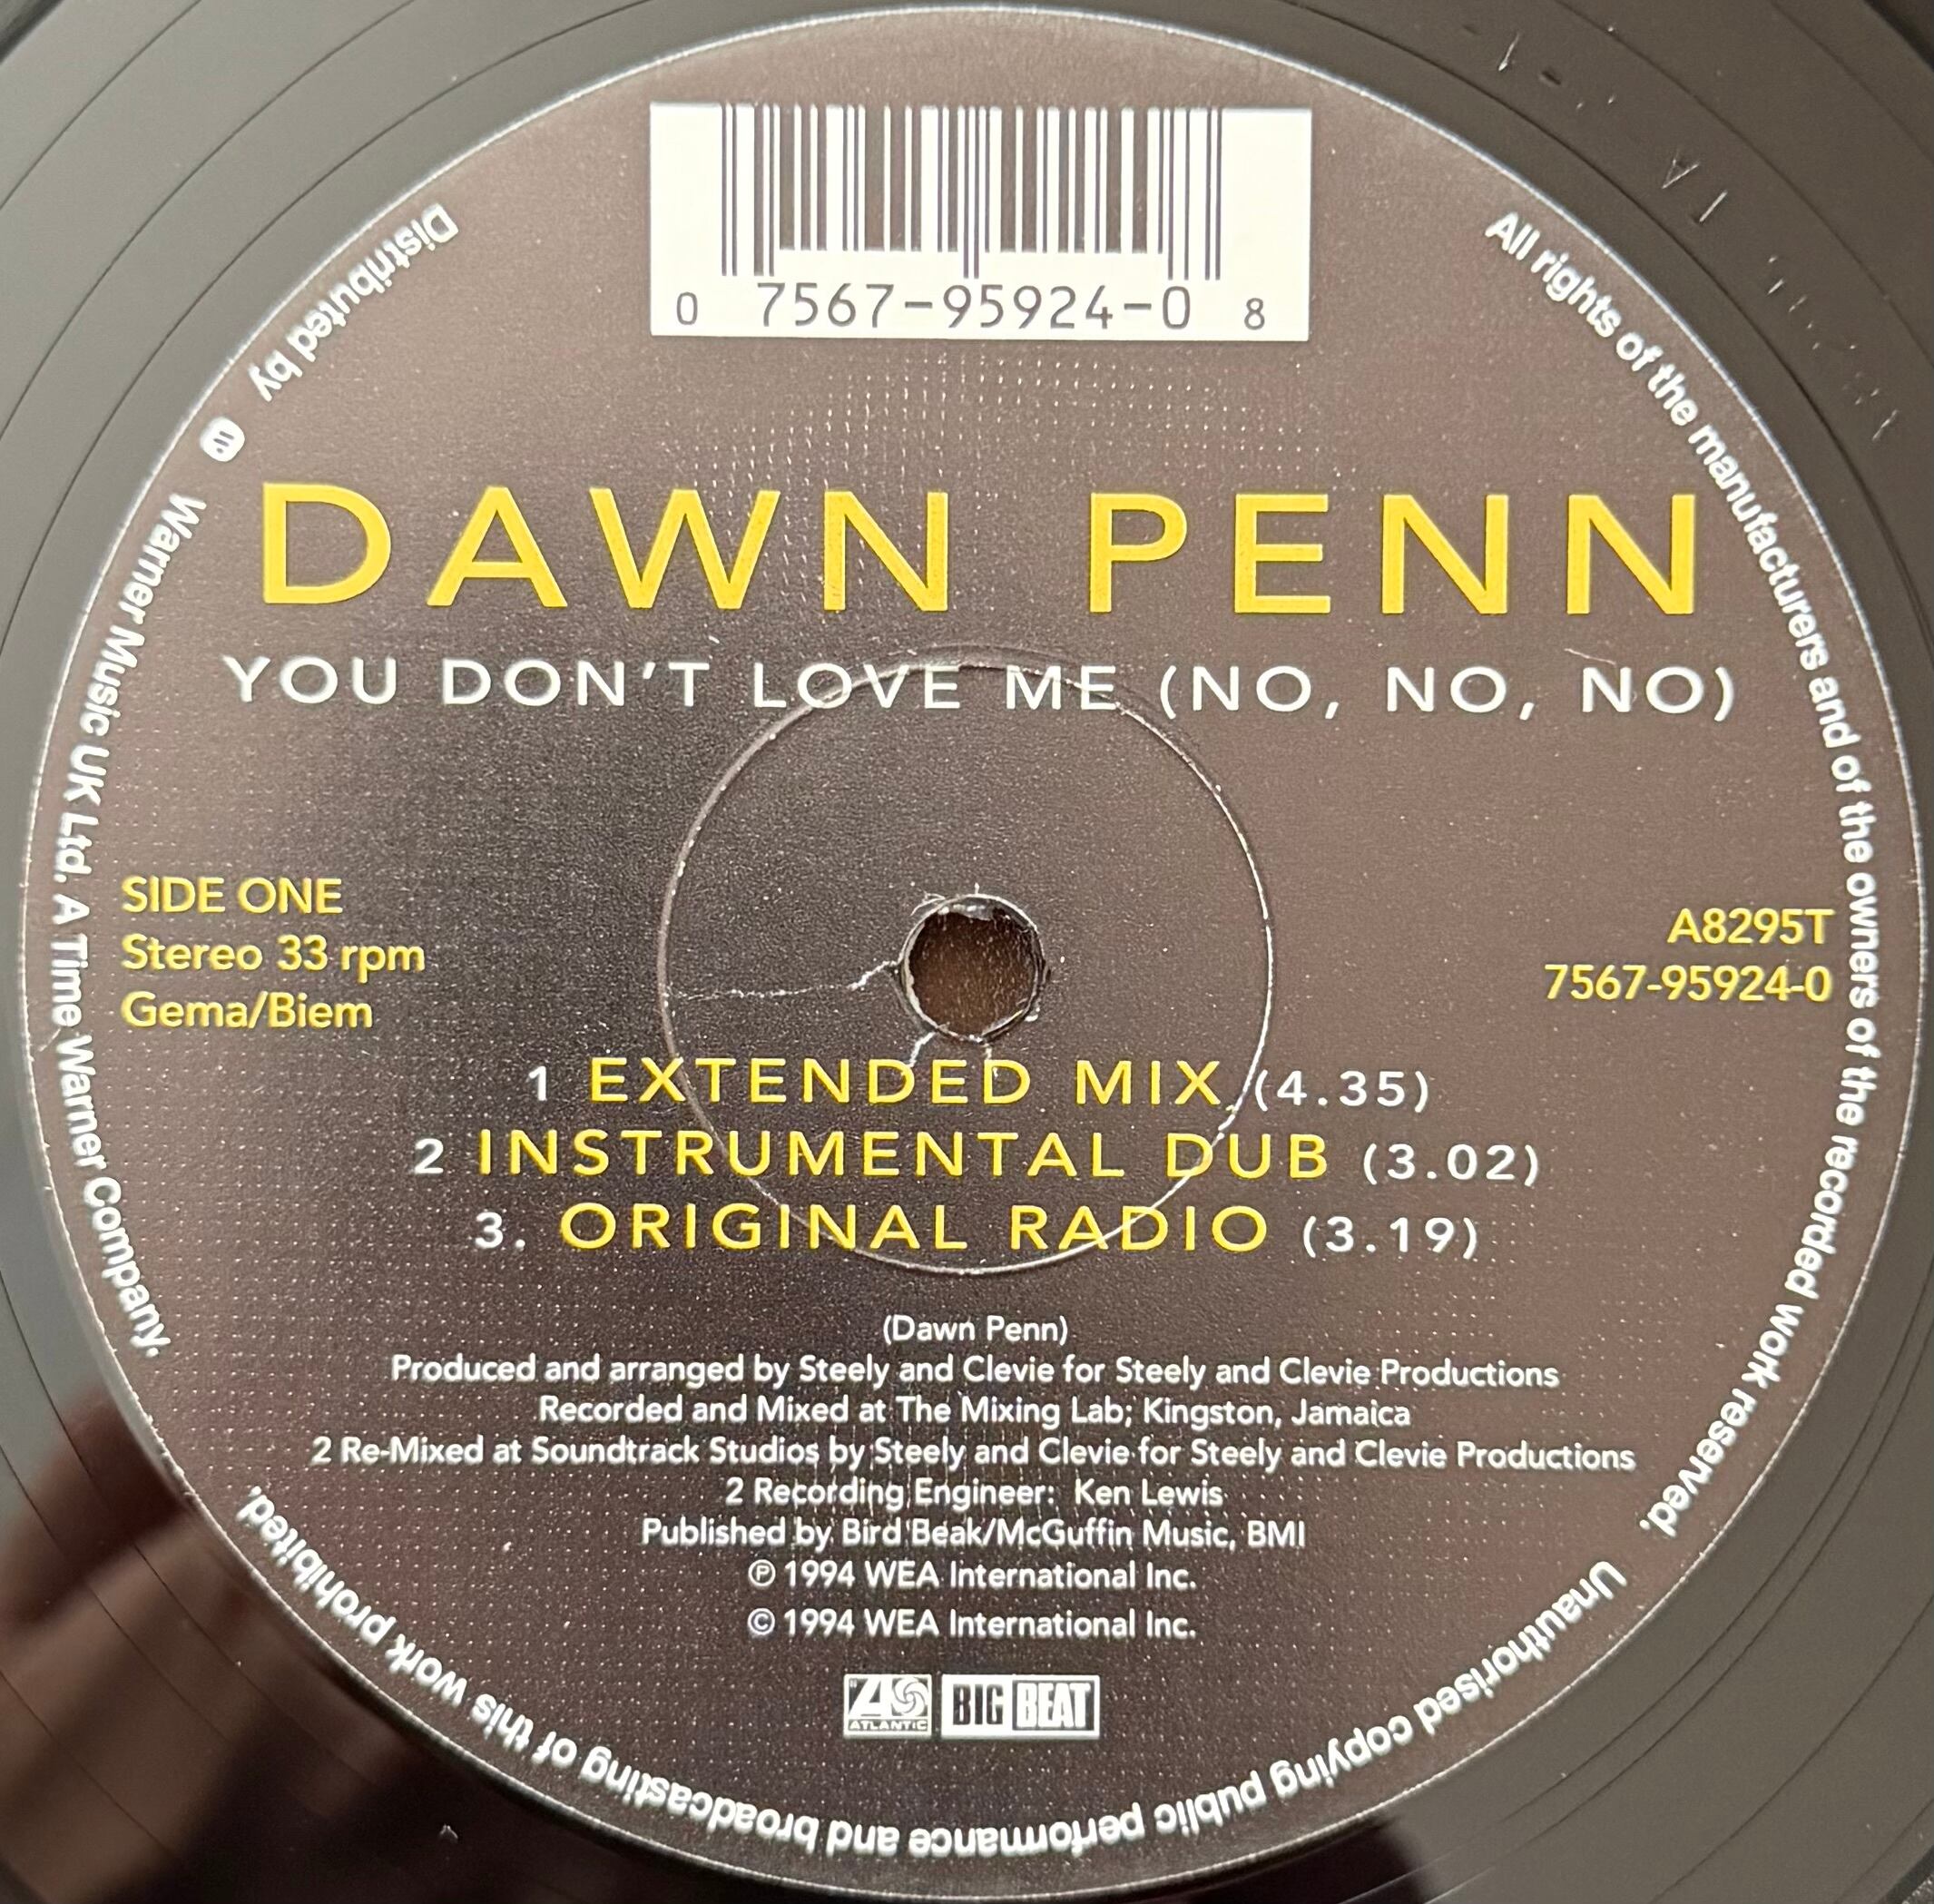 0 7567-95924-0 8
DAWN PENN
YOU DON'T LOVE ME (NO, NO, NO)
SIDE ONE
Stereo 33 rpm
Gema/Biem
A8295T
7567-95924-0
1 EXTENDED MIX (4.35)
2 INSTRUMENTAL DUB (3.02)
3. ORIGINAL RADIO (3.19)
(Dawn Penn)
Produced and arranged by Steely and Clevie for Steely and Clevie Productions
Recorded and Mixed at The Mixing Lab; Kingston, Jamaica
2 Re-Mixed at Soundtrack Studios by Steely and Clevie for Steely and Clevie Productions
2 Recording Engineer: Ken Lewis
Published by Bird Beak/McGuffin Music, BMI
℗ 1994 WEA International Inc.
© 1994 WEA International Inc.
ATLANTIC BIG BEAT
All rights of the manufacturers and of the owners of the recorded work reserved. Unauthorised copying public performance and broadcasting of this work prohibited.
Distributed by Warner Music UK Ltd. A Time Warner Company.